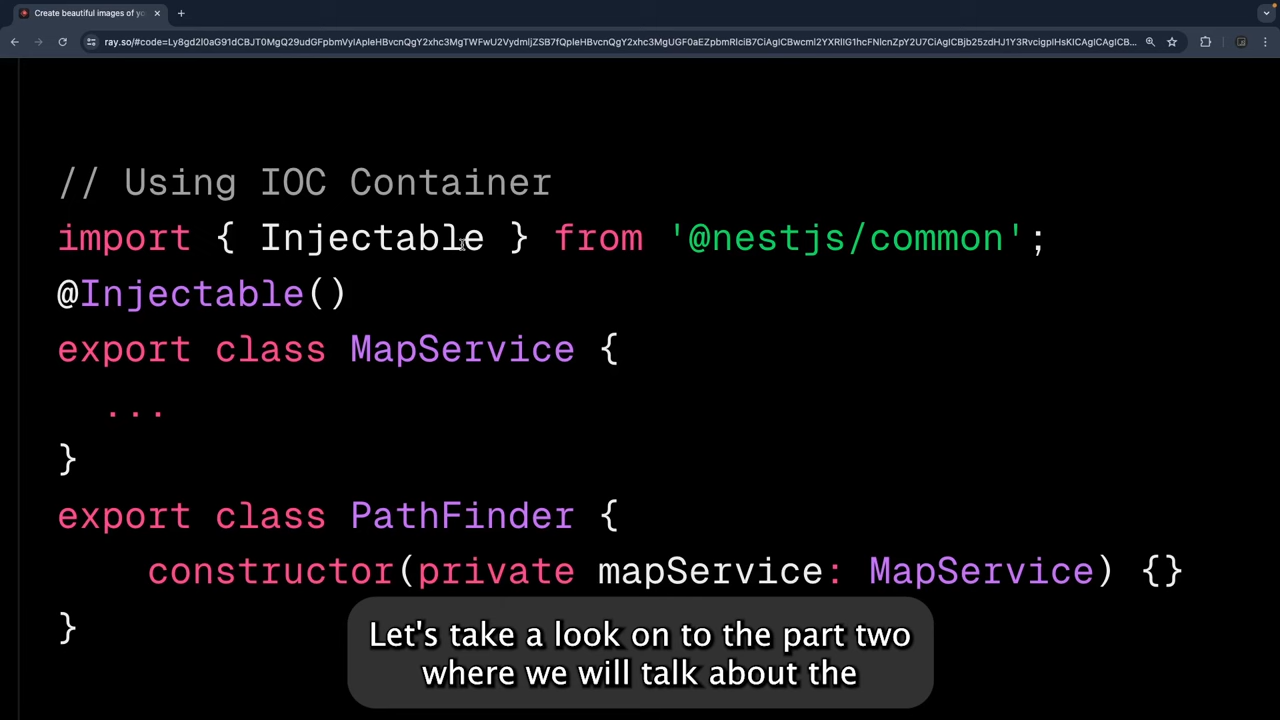 Create beautiful images of yo
ray.so/#code=Ly8gd2l0aG91dCBJT0MgQ29udGFpbmVyIApleHBvcnQgY2xhc3MgTWFwU2VydmljZSB7fQpleHBvcnQgY2xhc3MgUGF0aEZpbmRlciB7CiAgICBwcml2YXRlIG1hcFNlcnZpY2U7CiAgICBjb25zdHJ1Y3RvcigpIHsKICAgICAgICB...
// Using IOC Container
import { Injectable } from '@nestjs/common';
@Injectable()
export class MapService {
...
}
export class PathFinder {
constructor(private mapService: MapService) {}
}
Let's take a look on to the part two
where we will talk about the